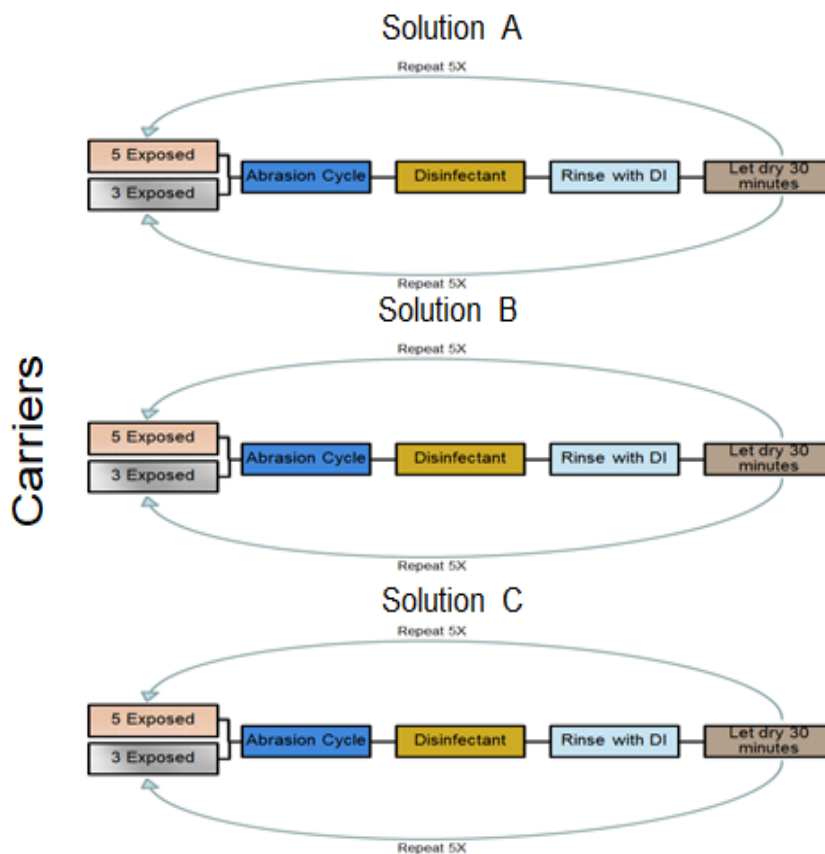 Solution A
Repeat 5X
5 Exposed
3 Exposed
Abrasion Cycle
Disinfectant
Rinse with DI
Let dry 30
minutes
Repeat 5X
Solution B
Repeat 5X
Carriers
5 Exposed
3 Exposed
Abrasion Cycle
Disinfectant
Rinse with DI
Let dry 30
minutes
Repeat 5X
Solution C
Repeat 5X
5 Exposed
3 Exposed
Abrasion Cycle
Disinfectant
Rinse with DI
Let dry 30
minutes
Repeat 5X